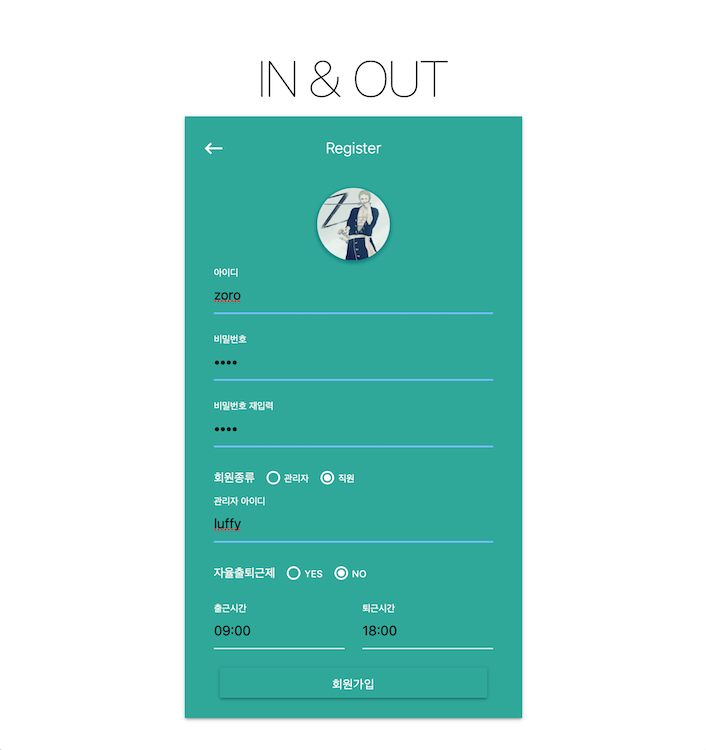 IN & OUT
Register
아이디
zoro
비밀번호
••••
비밀번호 재입력
••••
회원종류 관리자 직원
관리자 아이디
luffy
자율출퇴근제 YES NO
출근시간 퇴근시간
09:00 18:00
회원가입